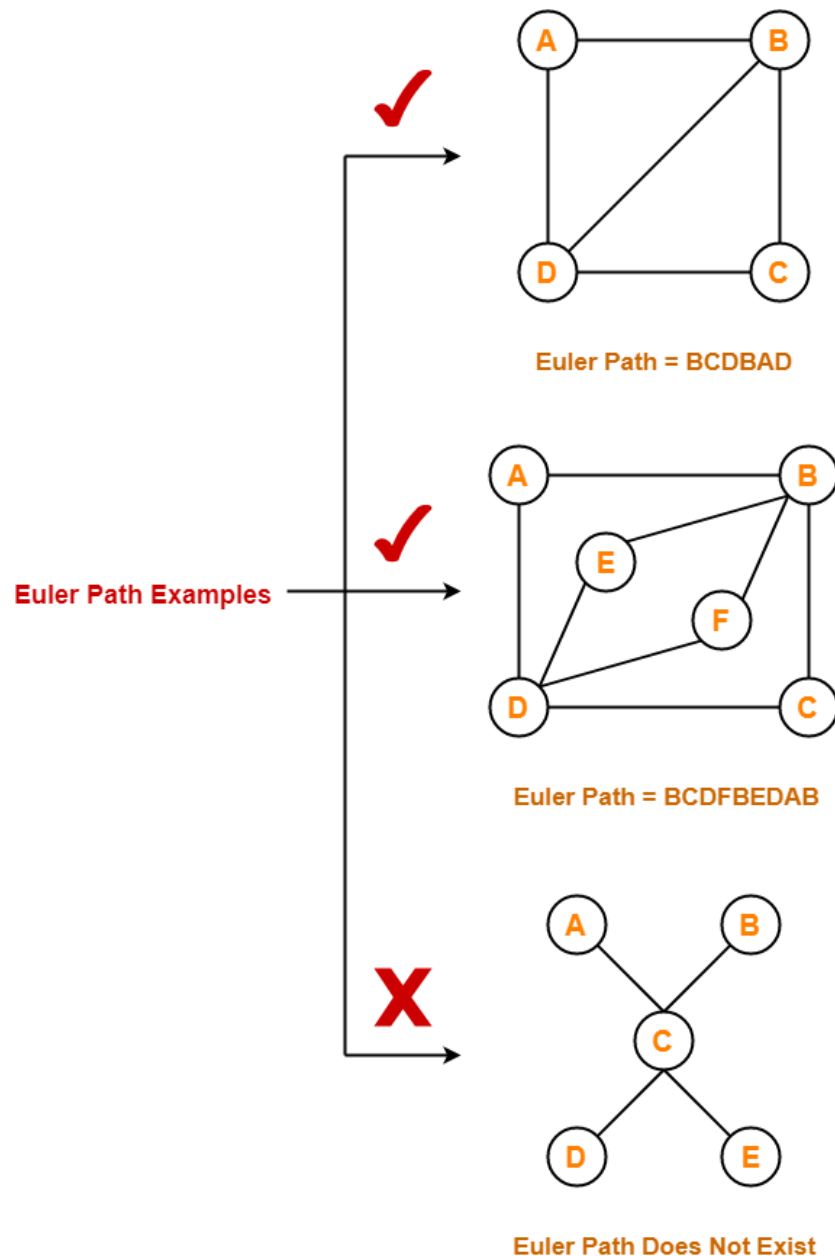 A B
D C
Euler Path = BCDBAD
A B
E
F
D C
Euler Path = BCDFBEDAB
Euler Path Examples
X
A B
C
D E
Euler Path Does Not Exist